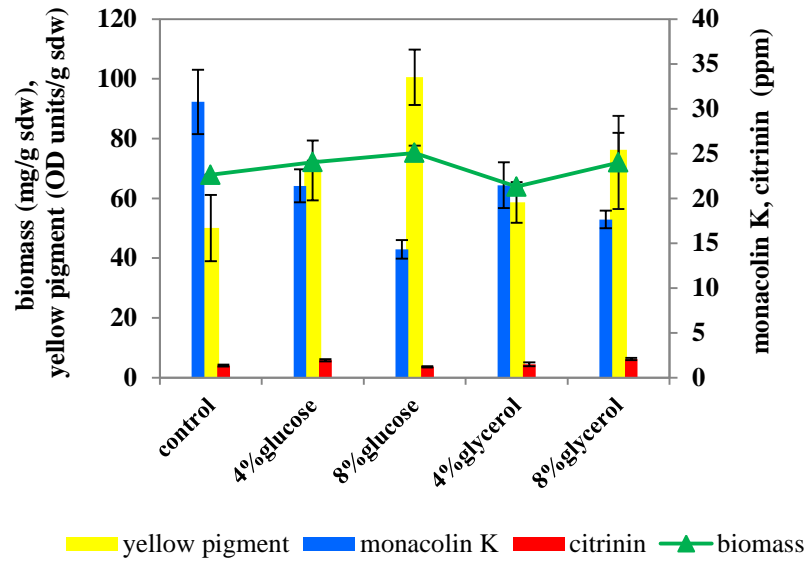 biomass (mg/g sdw),
yellow pigment (OD units/g sdw)
120
100
80
60
40
20
0
40
35
30
25
20
15
10
5
0
monacolin K, citrinin (ppm)
control
4%glucose
8%glucose
4%glycerol
8%glycerol
yellow pigment monacolin K citrinin biomass